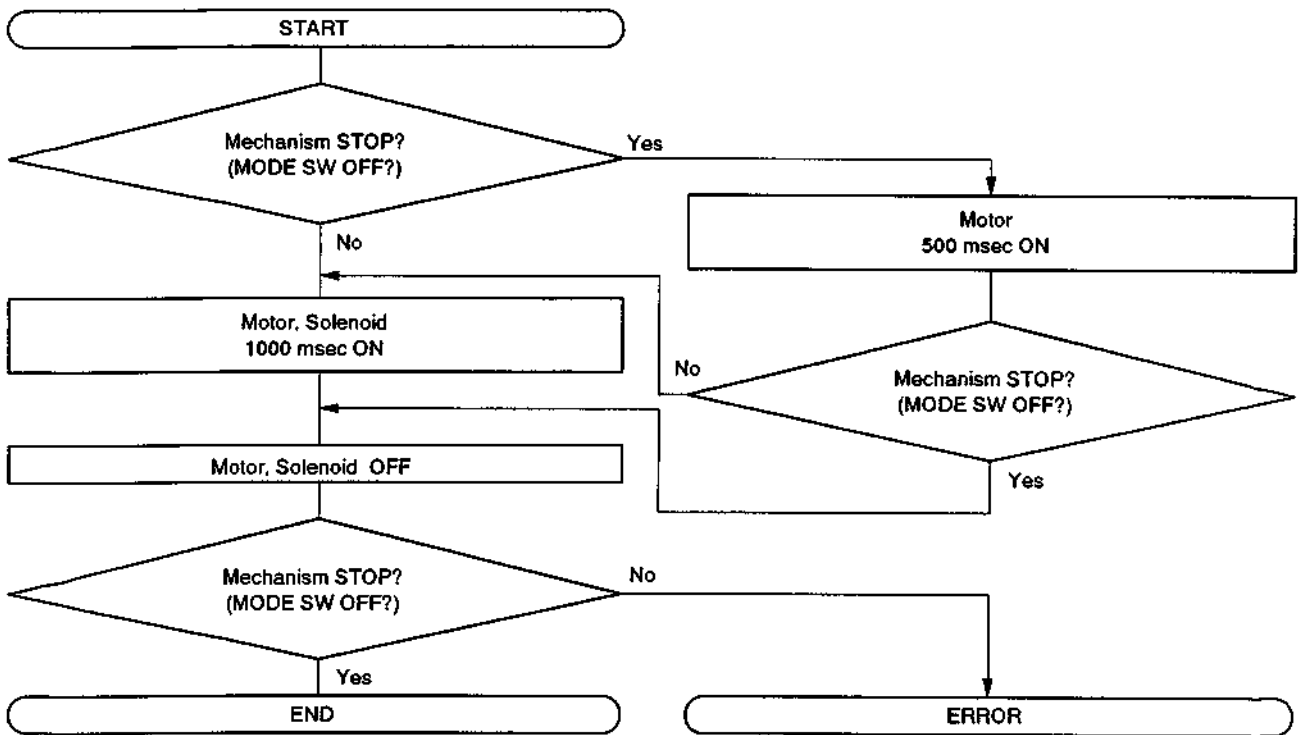 START
Mechanism STOP?
(MODE SW OFF?)
Yes
No
Motor
500 msec ON
Motor, Solenoid
1000 msec ON
No
Mechanism STOP?
(MODE SW OFF?)
Yes
Motor, Solenoid OFF
Mechanism STOP?
(MODE SW OFF?)
No
Yes
END
ERROR